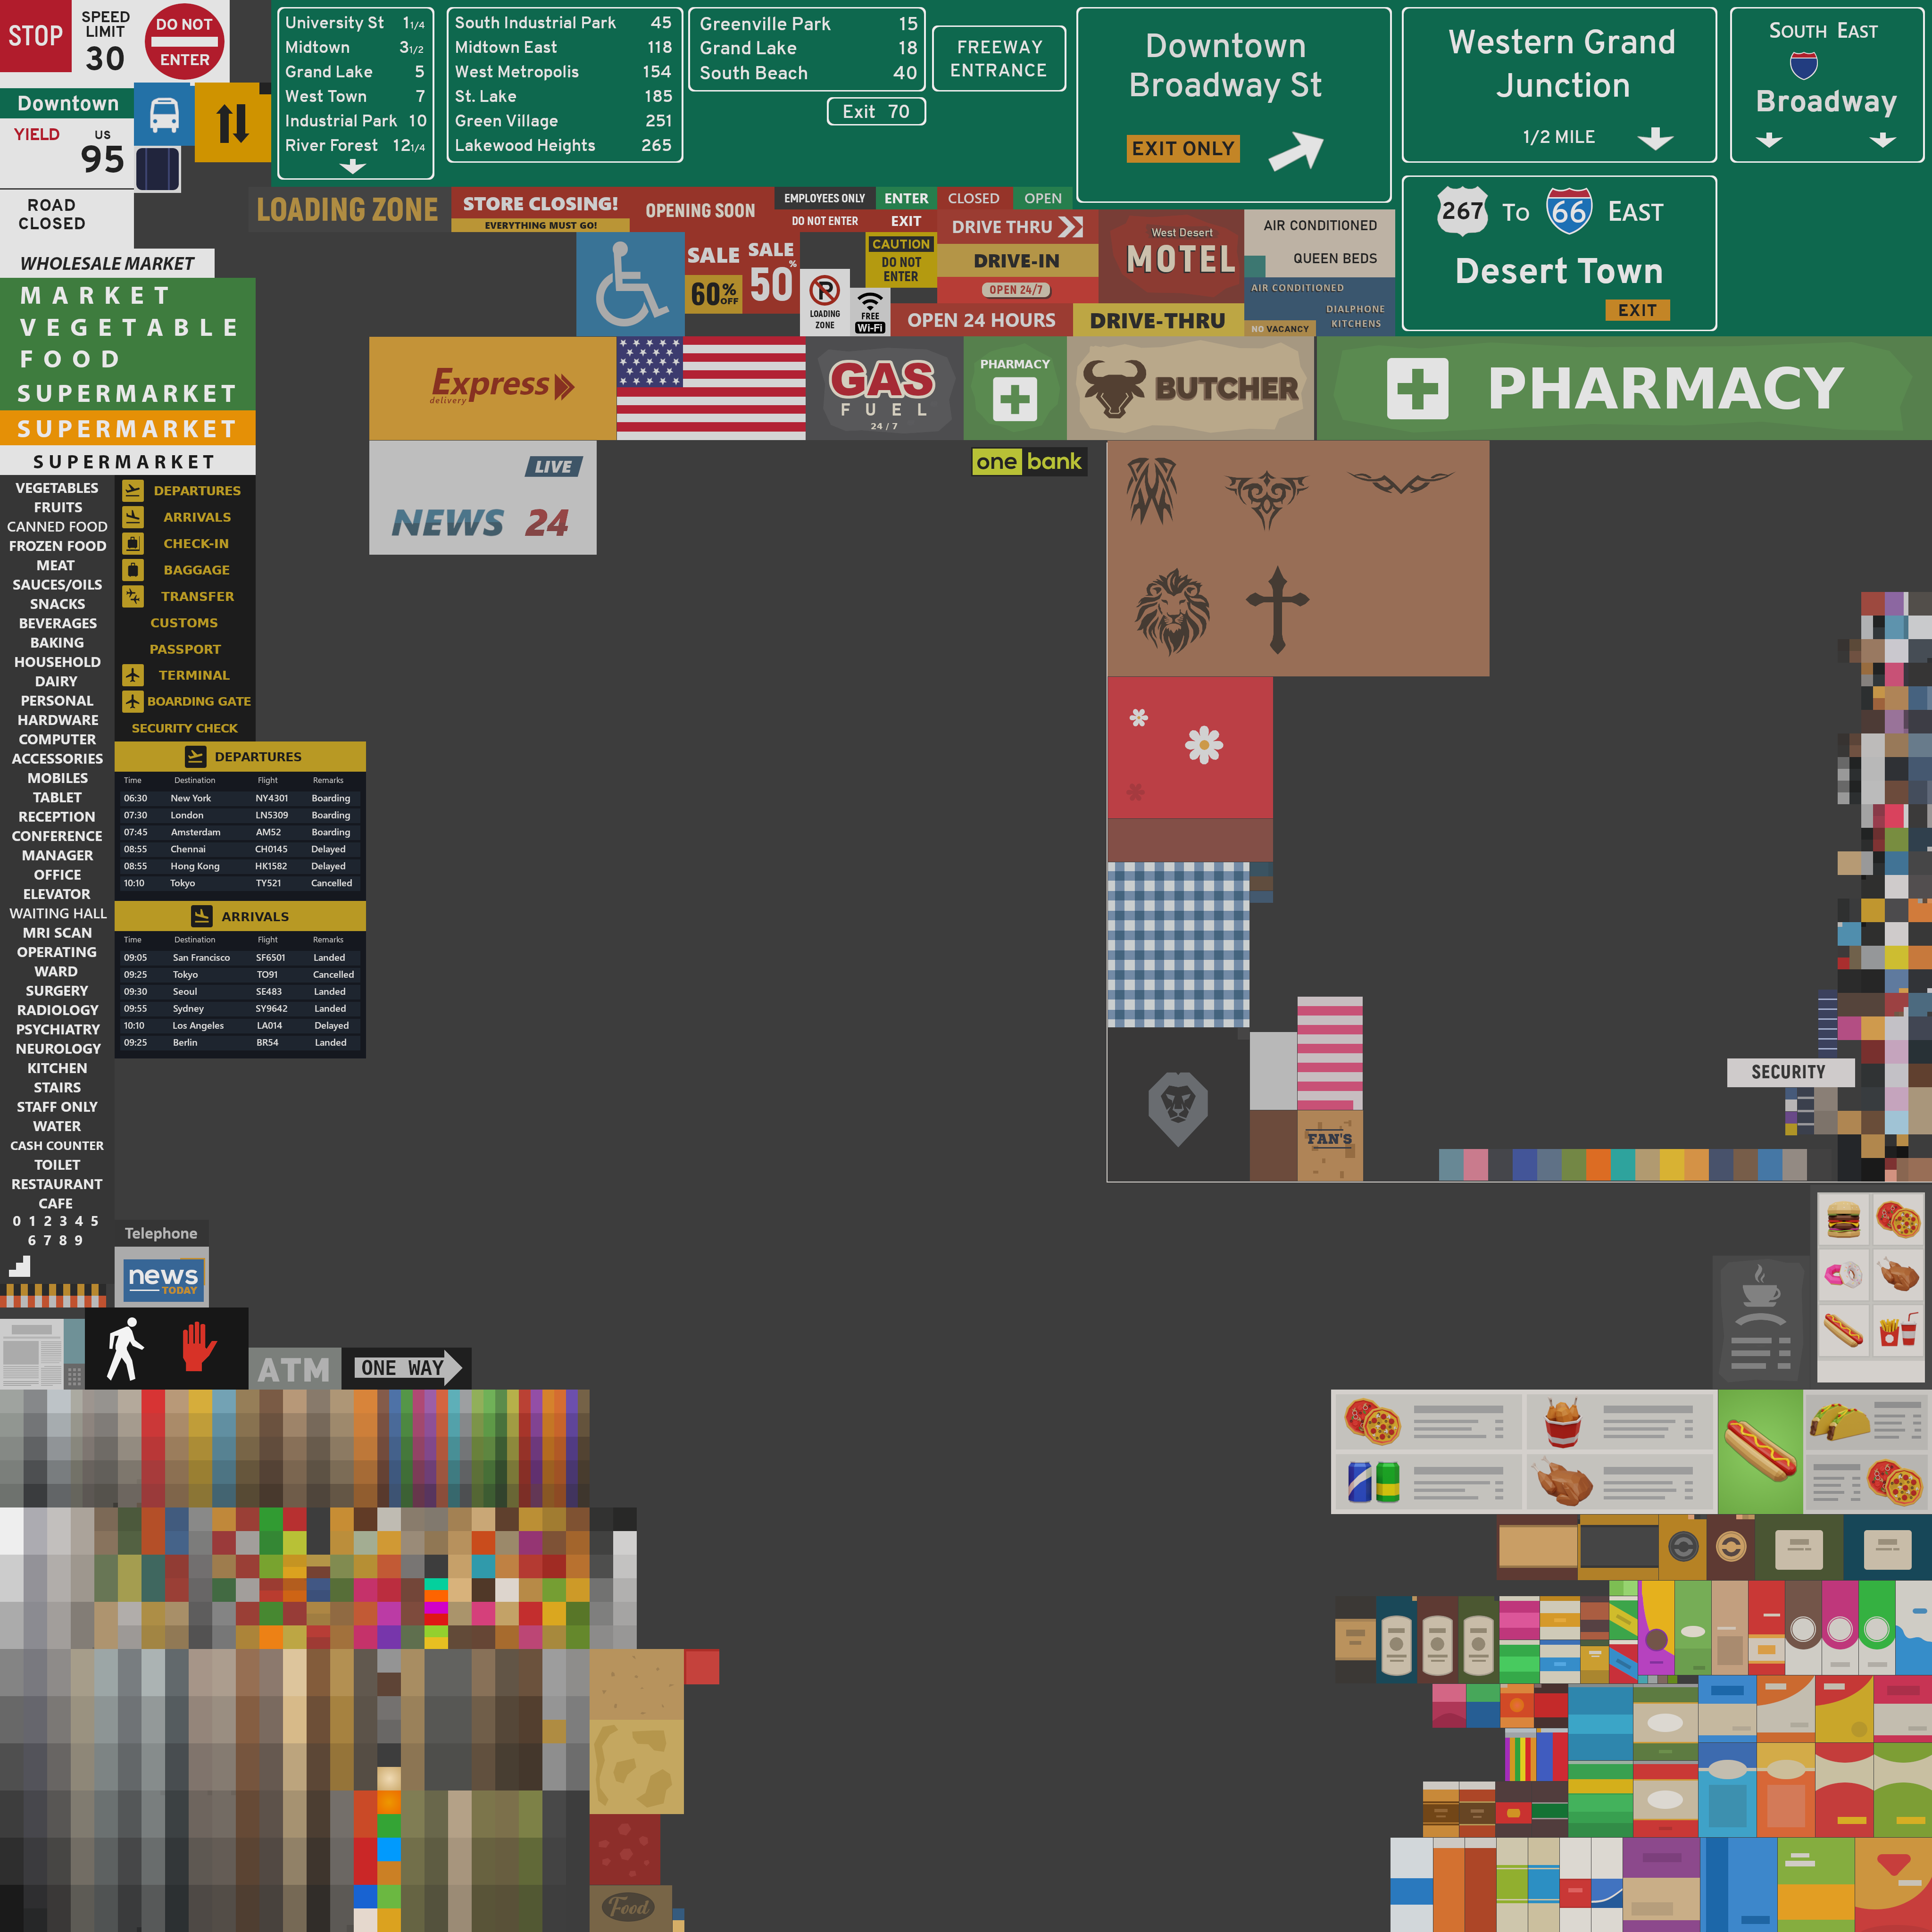 STOP
SPEED
LIMIT
30
DO NOT
ENTER
Downtown
YIELD
US
95
ROAD
CLOSED
University St 1 1/4
Midtown 3 1/2
Grand Lake 5
West Town 7
Industrial Park 10
River Forest 12 1/4
South Industrial Park 45
Midtown East 118
West Metropolis 154
St. Lake 185
Green Village 251
Lakewood Heights 265
Greenville Park 15
Grand Lake 18
South Beach 40
Exit 70
FREEWAY
ENTRANCE
Downtown
Broadway St
EXIT ONLY
Western Grand
Junction
1/2 MILE
SOUTH EAST
Broadway
267 TO 66 EAST
Desert Town
EXIT
LOADING ZONE
STORE CLOSING!
EVERYTHING MUST GO!
OPENING SOON
EMPLOYEES ONLY
DO NOT ENTER
ENTER
EXIT
CLOSED
OPEN
SALE
60% OFF
SALE
50%
P
LOADING
ZONE
FREE
Wi-Fi
CAUTION
DO NOT
ENTER
DRIVE THRU
DRIVE-IN
OPEN 24/7
OPEN 24 HOURS
West Desert
MOTEL
DRIVE-THRU
AIR CONDITIONED
QUEEN BEDS
AIR CONDITIONED
DIALPHONE
KITCHENS
NO VACANCY
WHOLESALE MARKET
MARKET
VEGETABLE
FOOD
SUPERMARKET
SUPERMARKET
SUPERMARKET
Express
delivery
GAS
FUEL
24 / 7
PHARMACY
BUTCHER
PHARMACY
LIVE
NEWS 24
one bank
VEGETABLES
FRUITS
CANNED FOOD
FROZEN FOOD
MEAT
SAUCES/OILS
SNACKS
BEVERAGES
BAKING
HOUSEHOLD
DAIRY
PERSONAL
HARDWARE
COMPUTER
ACCESSORIES
MOBILES
TABLET
RECEPTION
CONFERENCE
MANAGER
OFFICE
ELEVATOR
WAITING HALL
MRI SCAN
OPERATING
WARD
SURGERY
RADIOLOGY
PSYCHIATRY
NEUROLOGY
KITCHEN
STAIRS
STAFF ONLY
WATER
CASH COUNTER
TOILET
RESTAURANT
CAFE
0 1 2 3 4 5
6 7 8 9
DEPARTURES
ARRIVALS
CHECK-IN
BAGGAGE
TRANSFER
CUSTOMS
PASSPORT
TERMINAL
BOARDING GATE
SECURITY CHECK
DEPARTURES
Time Destination Flight Remarks
06:30 New York NY4301 Boarding
07:30 London LN5309 Boarding
07:45 Amsterdam AM52 Boarding
08:55 Chennai CH0145 Delayed
08:55 Hong Kong HK1582 Delayed
10:10 Tokyo TY521 Cancelled
ARRIVALS
Time Destination Flight Remarks
09:05 San Francisco SF6501 Landed
09:25 Tokyo TO91 Cancelled
09:30 Seoul SE483 Landed
09:55 Sydney SY9642 Landed
10:10 Los Angeles LA014 Delayed
09:25 Berlin BR54 Landed
SECURITY
FAN'S
Telephone
news
TODAY
ATM
ONE WAY
Food